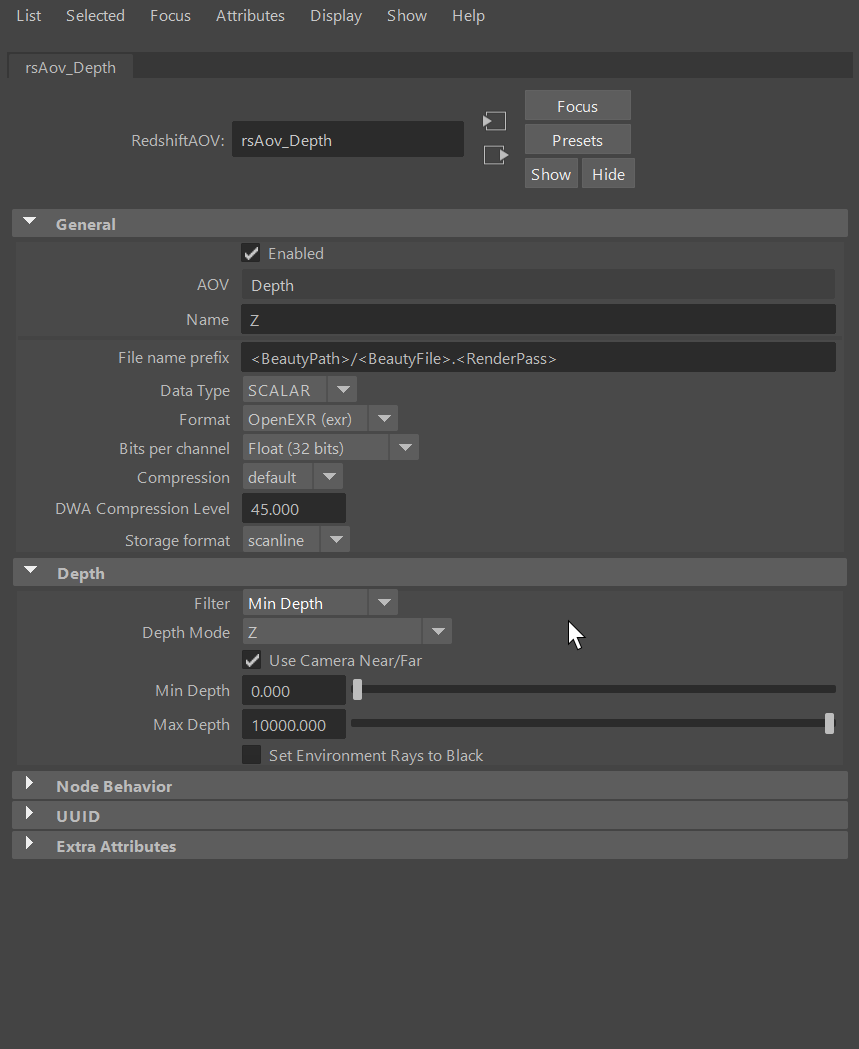 List Selected Focus Attributes Display Show Help
rsAov_Depth
Focus
RedshiftAOV: rsAov_Depth
Presets
Show Hide
General
Enabled
AOV Depth
Name Z
File name prefix <BeautyPath>/<BeautyFile>.<RenderPass>
Data Type SCALAR
Format OpenEXR (exr)
Bits per channel Float (32 bits)
Compression default
DWA Compression Level 45.000
Storage format scanline
Depth
Filter Min Depth
Depth Mode Z
Use Camera Near/Far
Min Depth 0.000
Max Depth 10000.000
Set Environment Rays to Black
Node Behavior
UUID
Extra Attributes